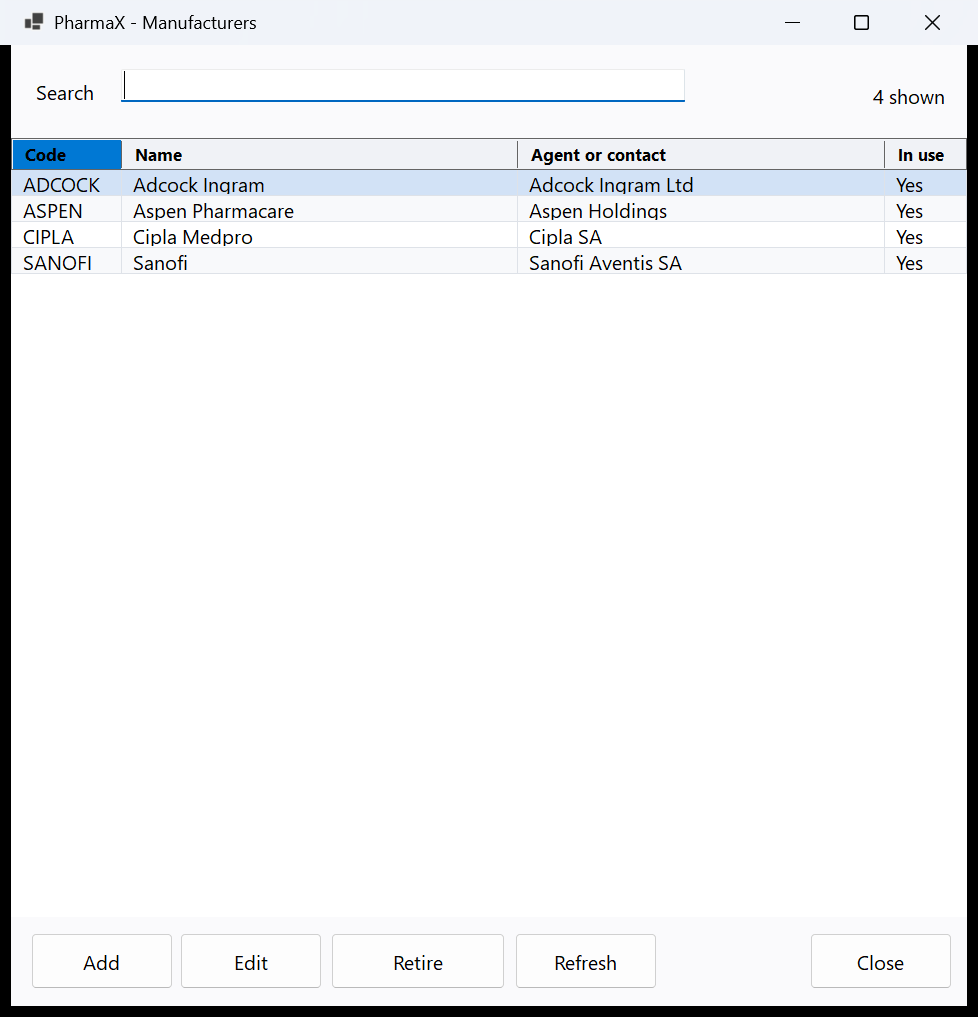 PharmaX - Manufacturers
Search
4 shown
Code Name Agent or contact In use
ADCOCK Adcock Ingram Adcock Ingram Ltd Yes
ASPEN Aspen Pharmacare Aspen Holdings Yes
CIPLA Cipla Medpro Cipla SA Yes
SANOFI Sanofi Sanofi Aventis SA Yes
Add Edit Retire Refresh Close